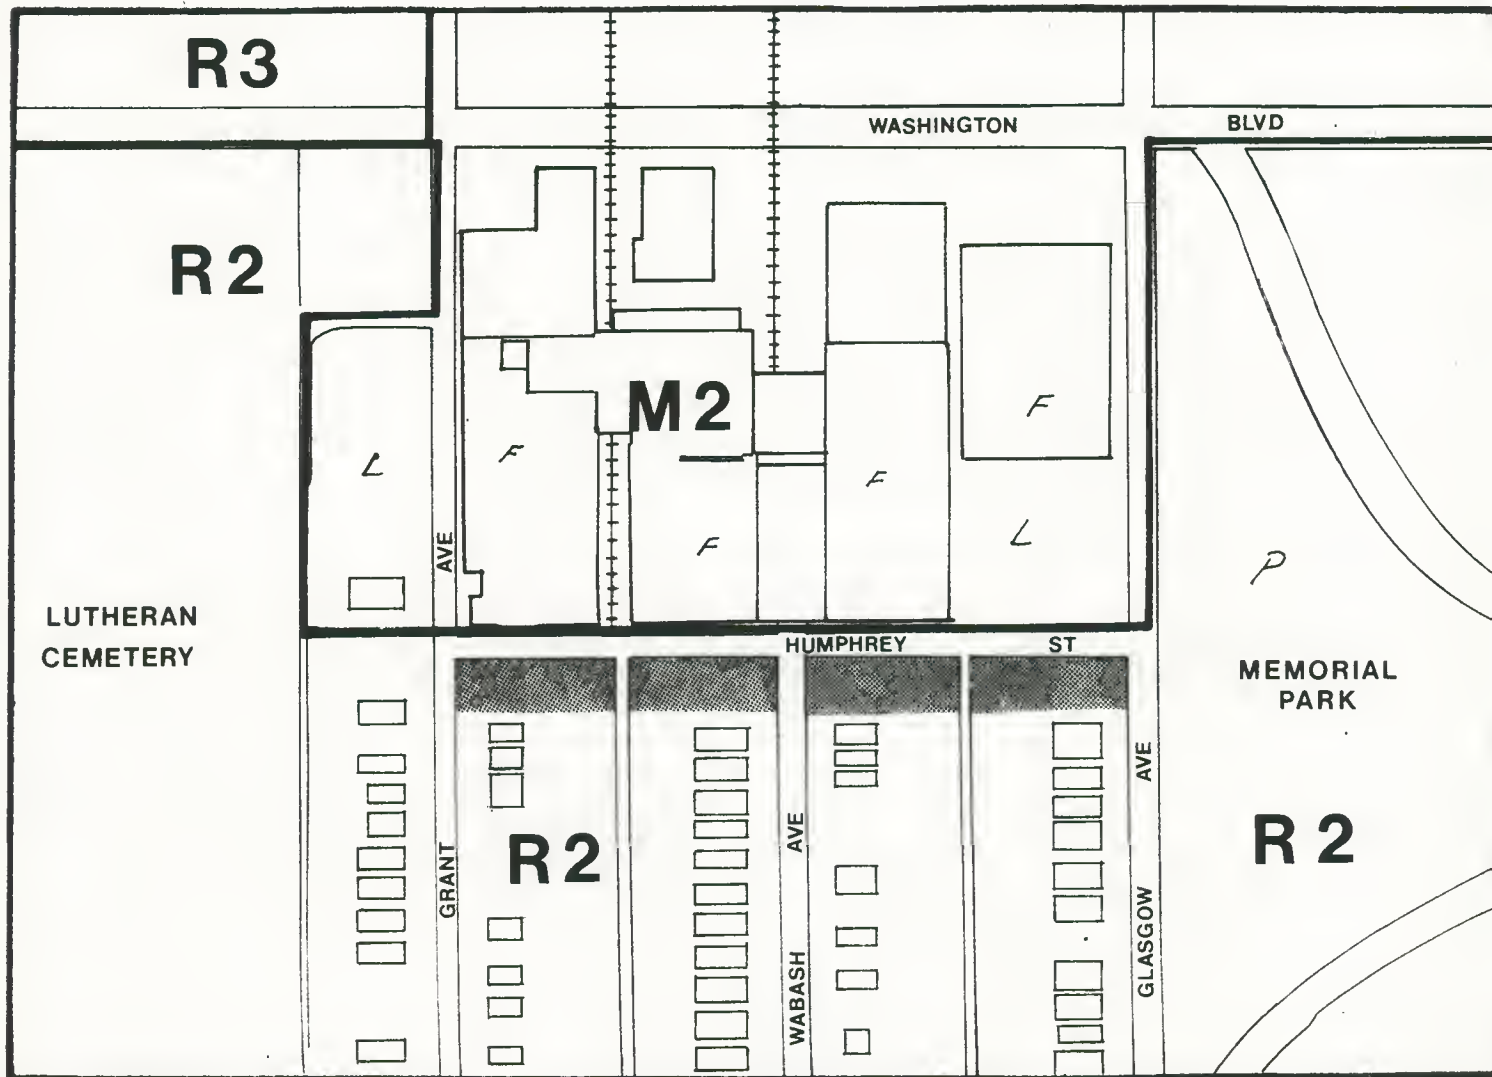 R3
WASHINGTON BLVD
R2
M2
F
L
F
F
F
L
P
AVE
LUTHERAN
CEMETERY
HUMPHREY ST
MEMORIAL
PARK
AVE
AVE
R2
R2
GRANT
GLASGOW
WABASH